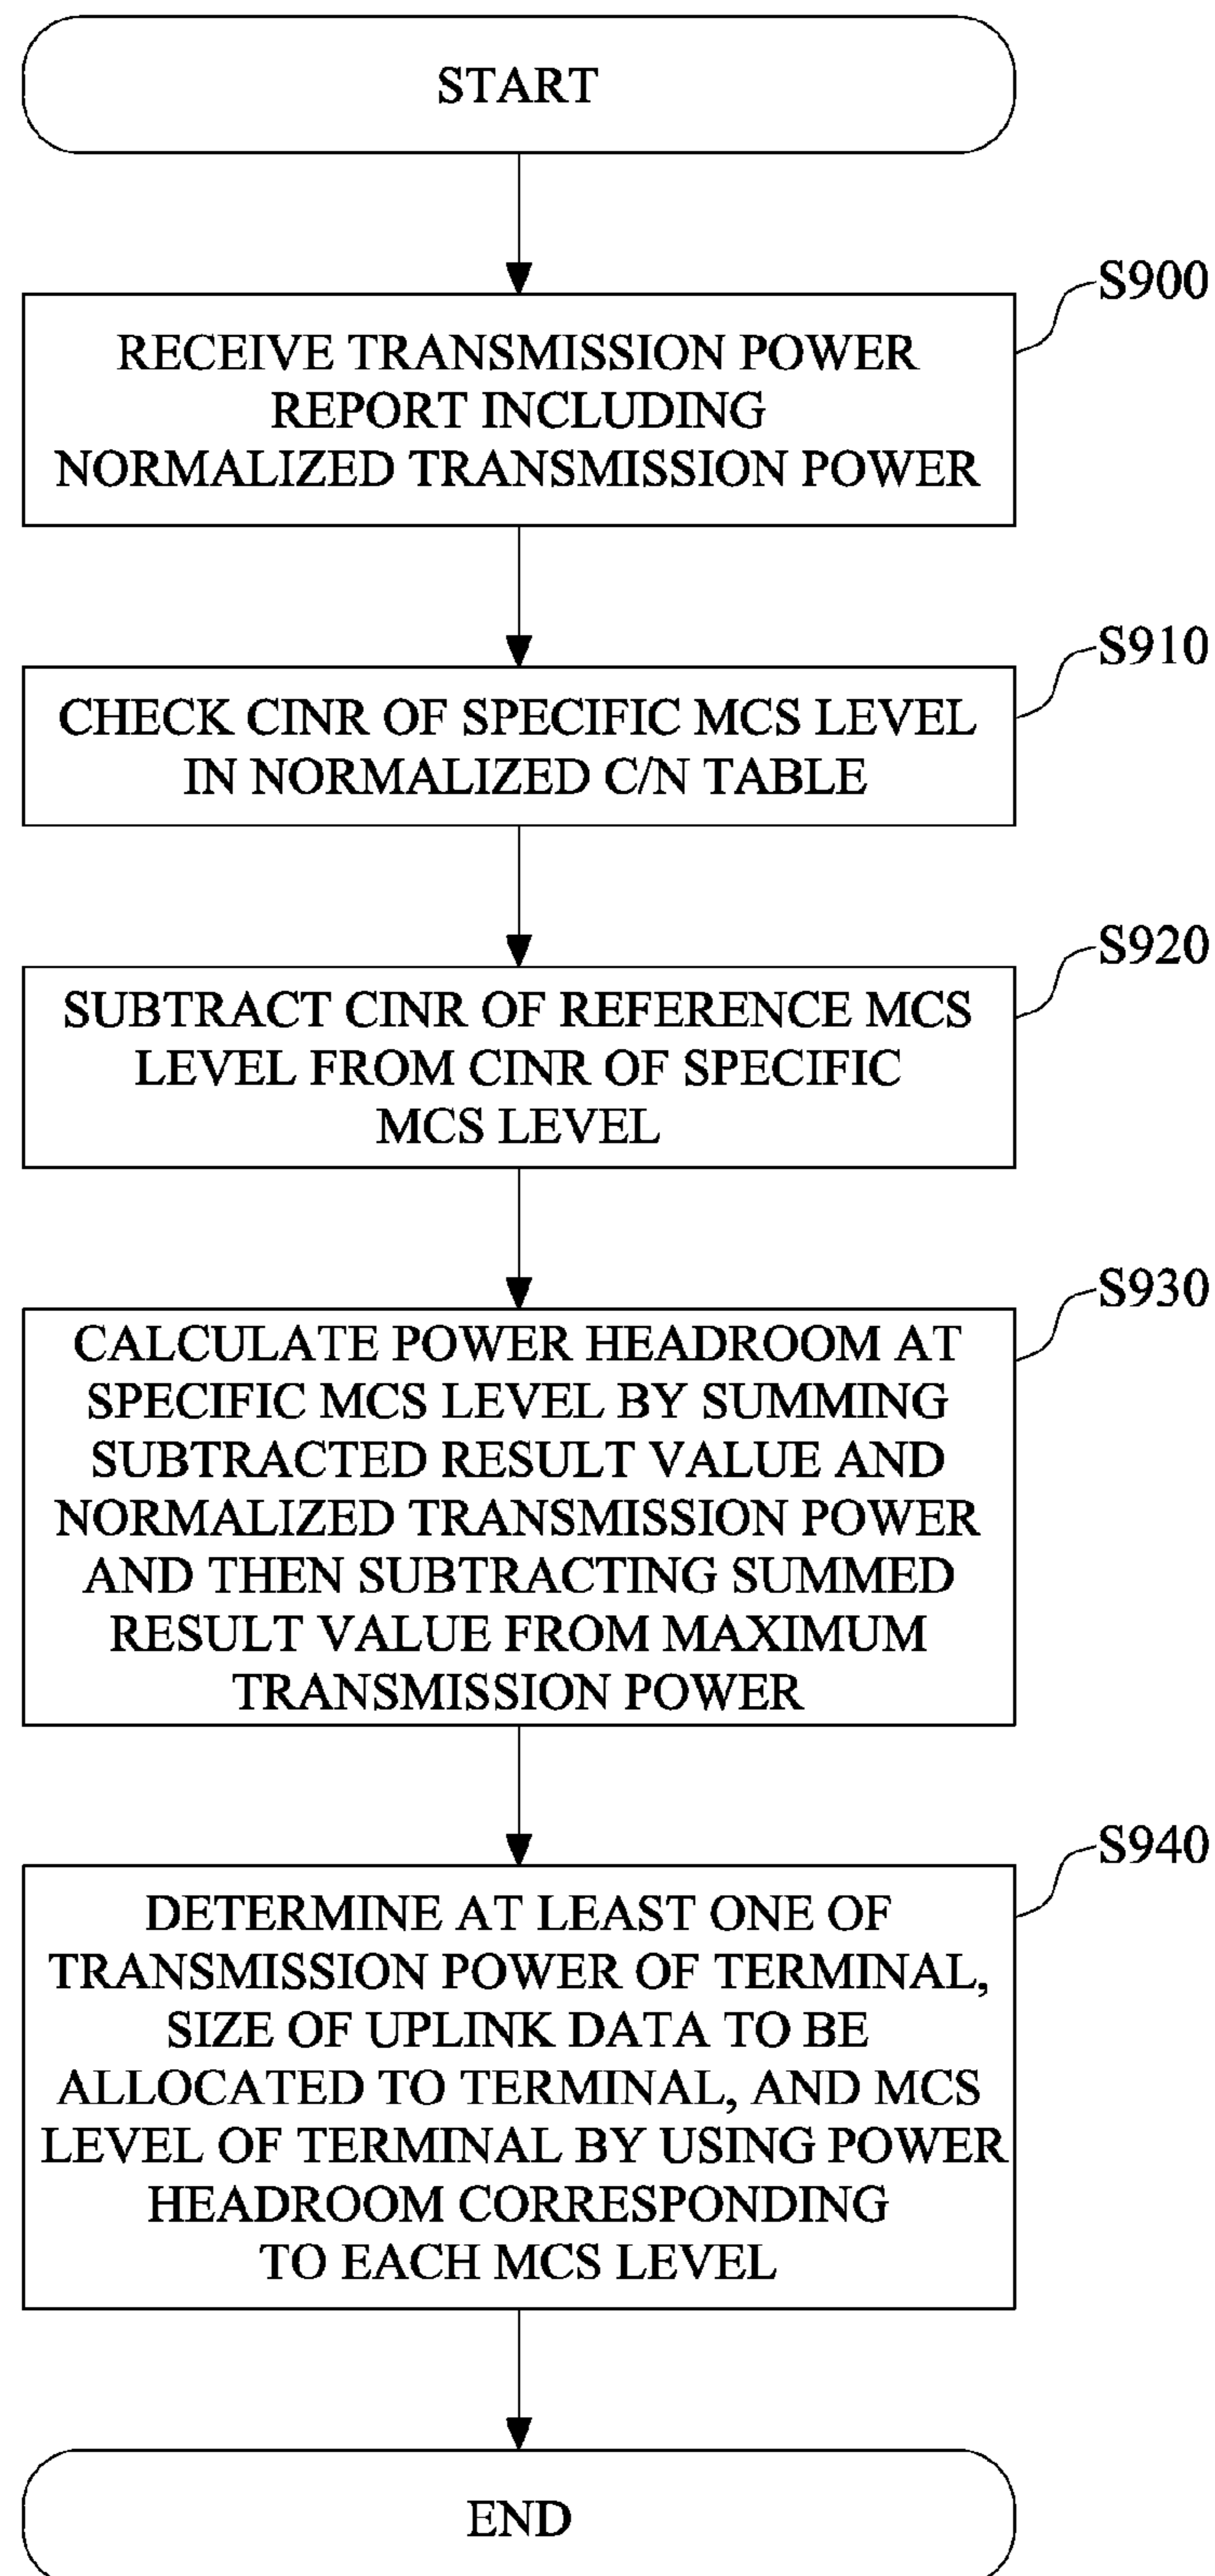 START
S900
RECEIVE TRANSMISSION POWER
REPORT INCLUDING
NORMALIZED TRANSMISSION POWER
S910
CHECK CINR OF SPECIFIC MCS LEVEL
IN NORMALIZED C/N TABLE
S920
SUBTRACT CINR OF REFERENCE MCS
LEVEL FROM CINR OF SPECIFIC
MCS LEVEL
S930
CALCULATE POWER HEADROOM AT
SPECIFIC MCS LEVEL BY SUMMING
SUBTRACTED RESULT VALUE AND
NORMALIZED TRANSMISSION POWER
AND THEN SUBTRACTING SUMMED
RESULT VALUE FROM MAXIMUM
TRANSMISSION POWER
S940
DETERMINE AT LEAST ONE OF
TRANSMISSION POWER OF TERMINAL,
SIZE OF UPLINK DATA TO BE
ALLOCATED TO TERMINAL, AND MCS
LEVEL OF TERMINAL BY USING POWER
HEADROOM CORRESPONDING
TO EACH MCS LEVEL
END